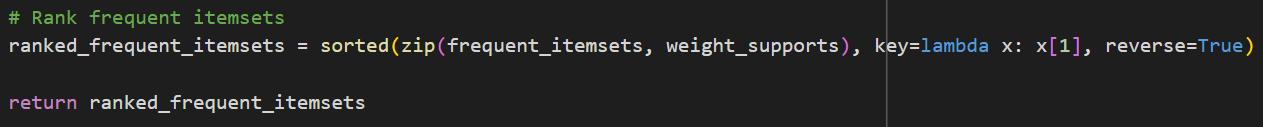 # Rank frequent itemsets
ranked_frequent_itemsets = sorted(zip(frequent_itemsets, weight_supports), key=lambda x: x[1], reverse=True)
return ranked_frequent_itemsets